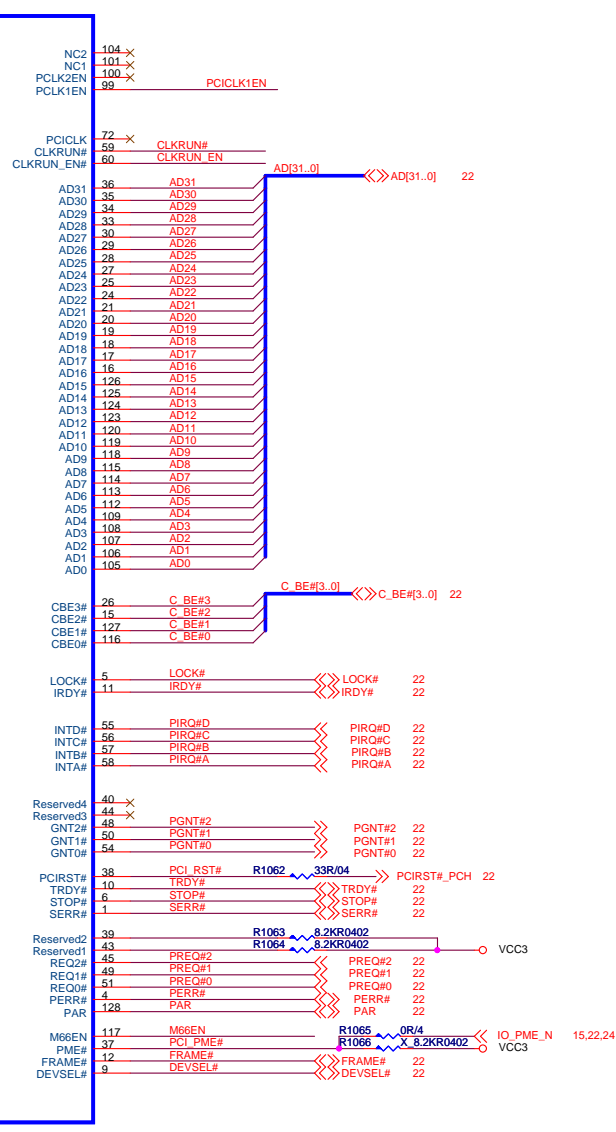 NC2 104
NC1 101
PCLK2EN 100
PCLK1EN 99 PCICLK1EN
PCICLK 72
CLKRUN# 59 CLKRUN#
CLKRUN_EN# 60 CLKRUN_EN
AD[31..0] AD[31..0] 22
AD31 36 AD31
AD30 35 AD30
AD29 34 AD29
AD28 33 AD28
AD27 30 AD27
AD26 29 AD26
AD25 28 AD25
AD24 27 AD24
AD23 25 AD23
AD22 24 AD22
AD21 21 AD21
AD20 20 AD20
AD19 19 AD19
AD18 18 AD18
AD17 17 AD17
AD16 16 AD16
AD15 126 AD15
AD14 125 AD14
AD13 124 AD13
AD12 123 AD12
AD11 120 AD11
AD10 119 AD10
AD9 118 AD9
AD8 115 AD8
AD7 114 AD7
AD6 113 AD6
AD5 112 AD5
AD4 109 AD4
AD3 108 AD3
AD2 107 AD2
AD1 106 AD1
AD0 105 AD0
C_BE#[3..0] C_BE#[3..0] 22
CBE3# 26 C_BE#3
CBE2# 15 C_BE#2
CBE1# 127 C_BE#1
CBE0# 116 C_BE#0
LOCK# 5 LOCK# LOCK# 22
IRDY# 11 IRDY# IRDY# 22
INTD# 55 PIRQ#D PIRQ#D 22
INTC# 56 PIRQ#C PIRQ#C 22
INTB# 57 PIRQ#B PIRQ#B 22
INTA# 58 PIRQ#A PIRQ#A 22
Reserved4 40
Reserved3 44
GNT2# 48 PGNT#2 PGNT#2 22
GNT1# 50 PGNT#1 PGNT#1 22
GNT0# 54 PGNT#0 PGNT#0 22
PCIRST# 38 PCI_RST# R1062 33R/04 PCIRST#_PCH 22
TRDY# 10 TRDY# TRDY# 22
STOP# 6 STOP# STOP# 22
SERR# 1 SERR# SERR# 22
Reserved2 39 R1063 8.2KR0402
Reserved1 43 R1064 8.2KR0402 VCC3
REQ2# 45 PREQ#2 PREQ#2 22
REQ1# 49 PREQ#1 PREQ#1 22
REQ0# 51 PREQ#0 PREQ#0 22
PERR# 4 PERR# PERR# 22
PAR 128 PAR PAR 22
M66EN 117 M66EN R1065 0R/4 IO_PME_N 15,22,24
PME# 37 PCI_PME# R1066 X_8.2KR0402 VCC3
FRAME# 12 FRAME# FRAME# 22
DEVSEL# 9 DEVSEL# DEVSEL# 22